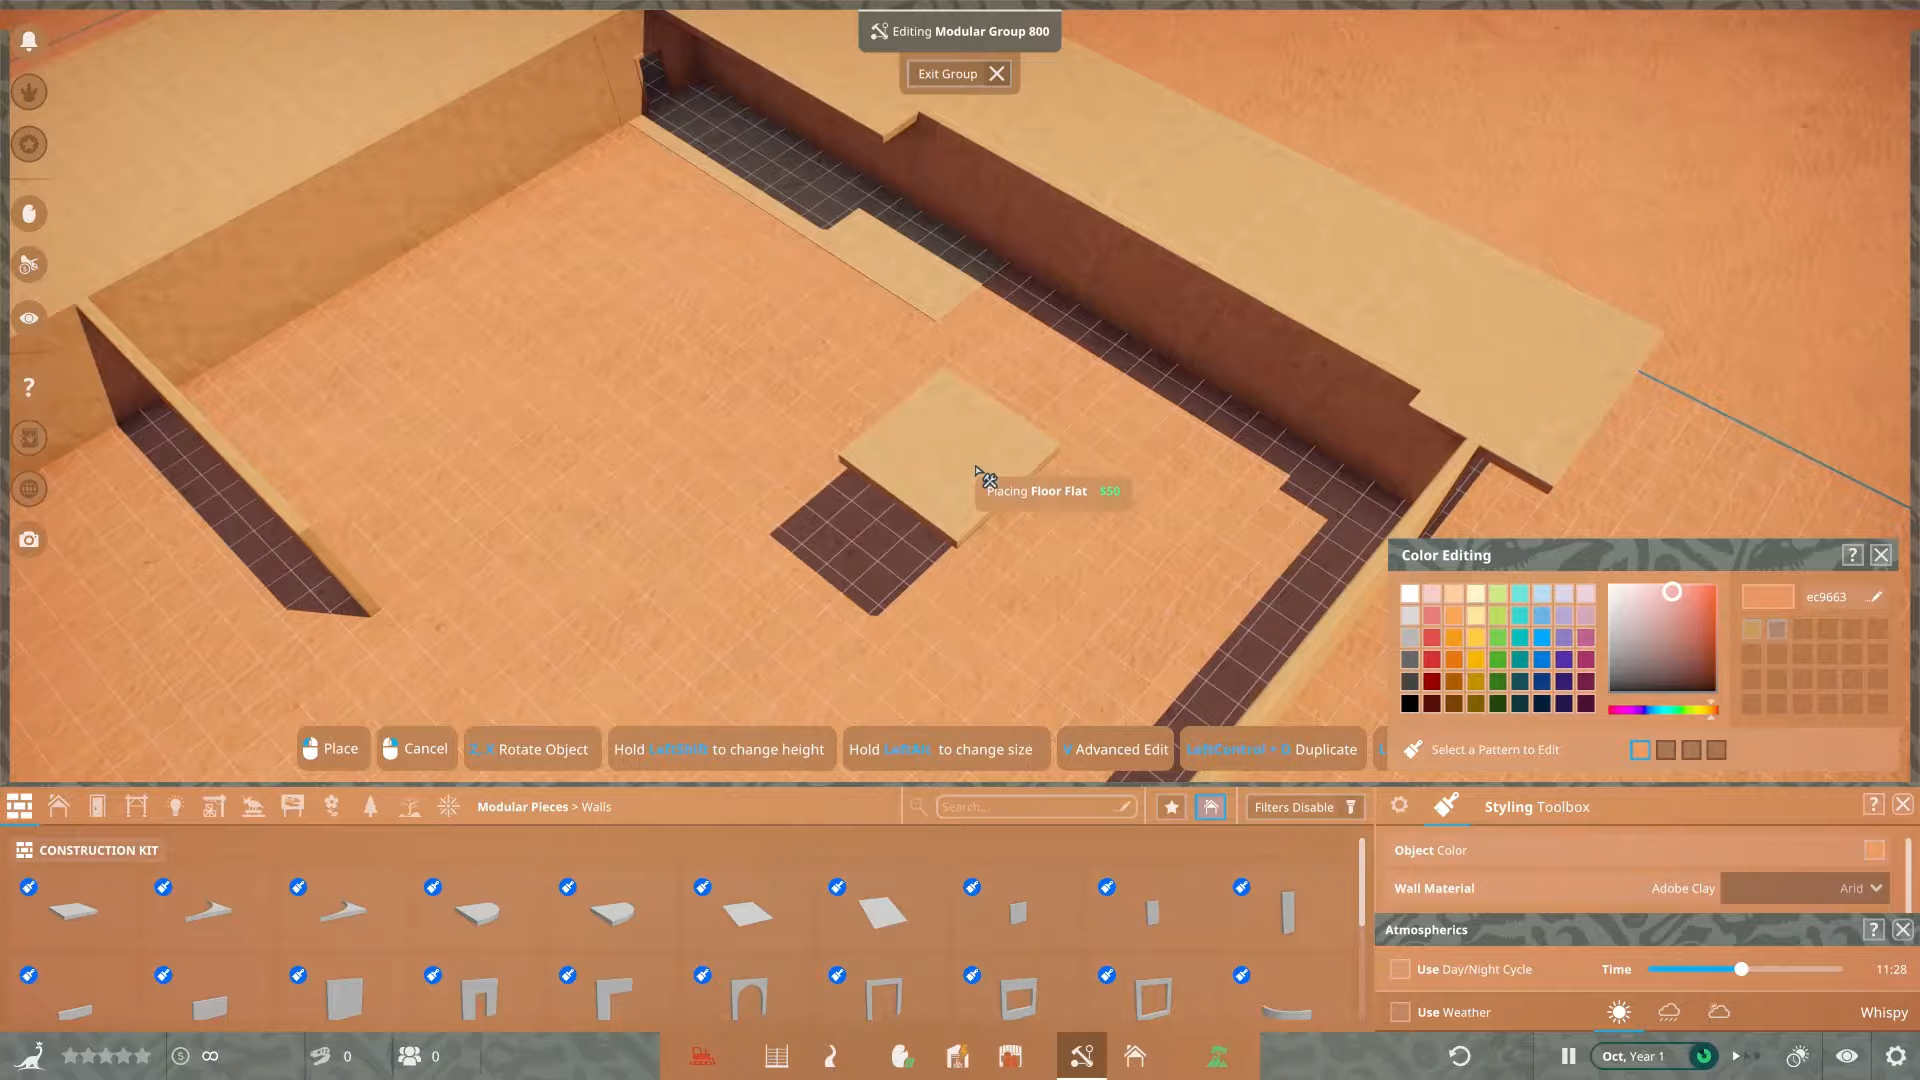 Editing Modular Group 800
Exit Group
Placing Floor Flat $50
Color Editing
?
ec9663
Place
Cancel
Z, X Rotate Object
Hold LeftShift to change height
Hold LeftAlt to change size
V Advanced Edit
LeftControl + D Duplicate
Select a Pattern to Edit
Modular Pieces > Walls
Search...
Filters Disable
Styling Toolbox
?
CONSTRUCTION KIT
Object Color
Wall Material
Adobe Clay
Arid
Atmospherics
?
Use Day/Night Cycle
Time
11:28
Use Weather
Whispy
?
∞
0
0
Oct, Year 1